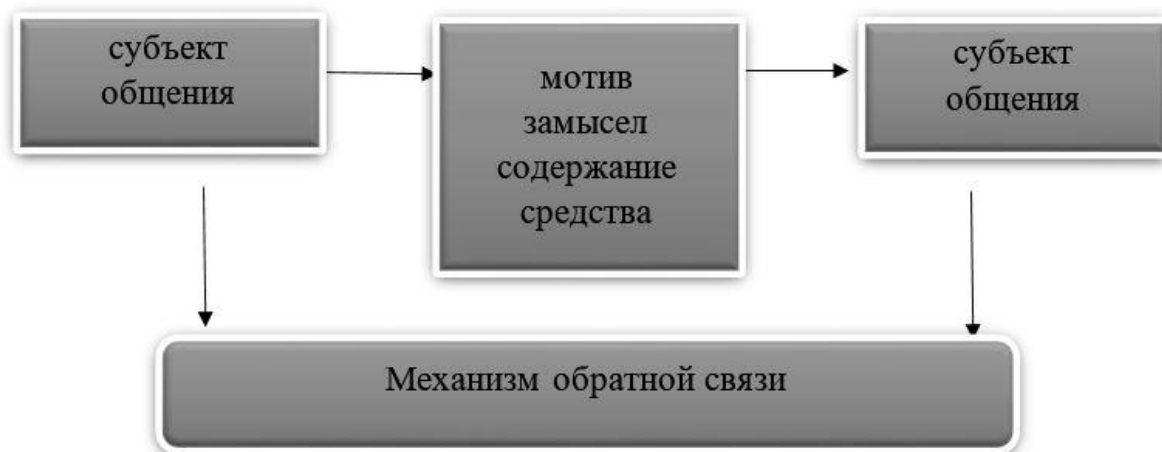 субъект
общения
мотив
замысел
содержание
средства
субъект
общения
Механизм обратной связи